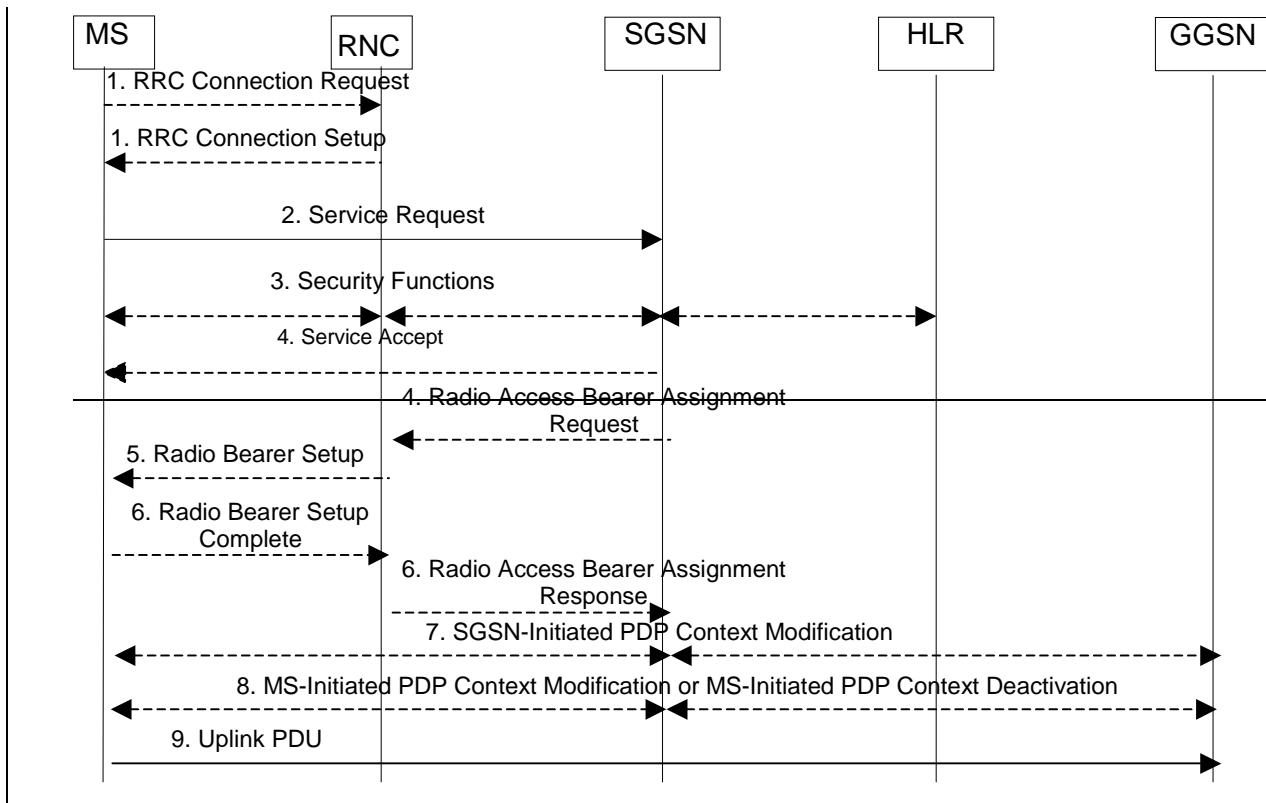 MS
RNC
SGSN
HLR
GGSN
1. RRC Connection Request
1. RRC Connection Setup
2. Service Request
3. Security Functions
4. Service Accept
4. Radio Access Bearer Assignment
Request
5. Radio Bearer Setup
6. Radio Bearer Setup
Complete
6. Radio Access Bearer Assignment
Response
7. SGSN-Initiated PDP Context Modification
8. MS-Initiated PDP Context Modification or MS-Initiated PDP Context Deactivation
9. Uplink PDU